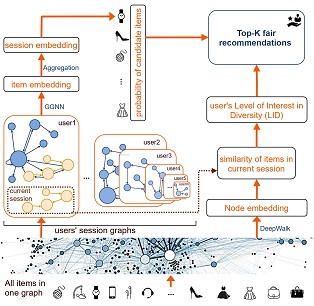 session embedding
Aggregation
item embedding
GGNN
user1
current
session
...
user2
user3
user4
user5
users' session graphs
...
probability of candidate items
Top-K fair
recommendations
user's Level of Interest in
Diversity (LID)
similarity of items in
current session
Node embedding
DeepWalk
All items in
one graph
...